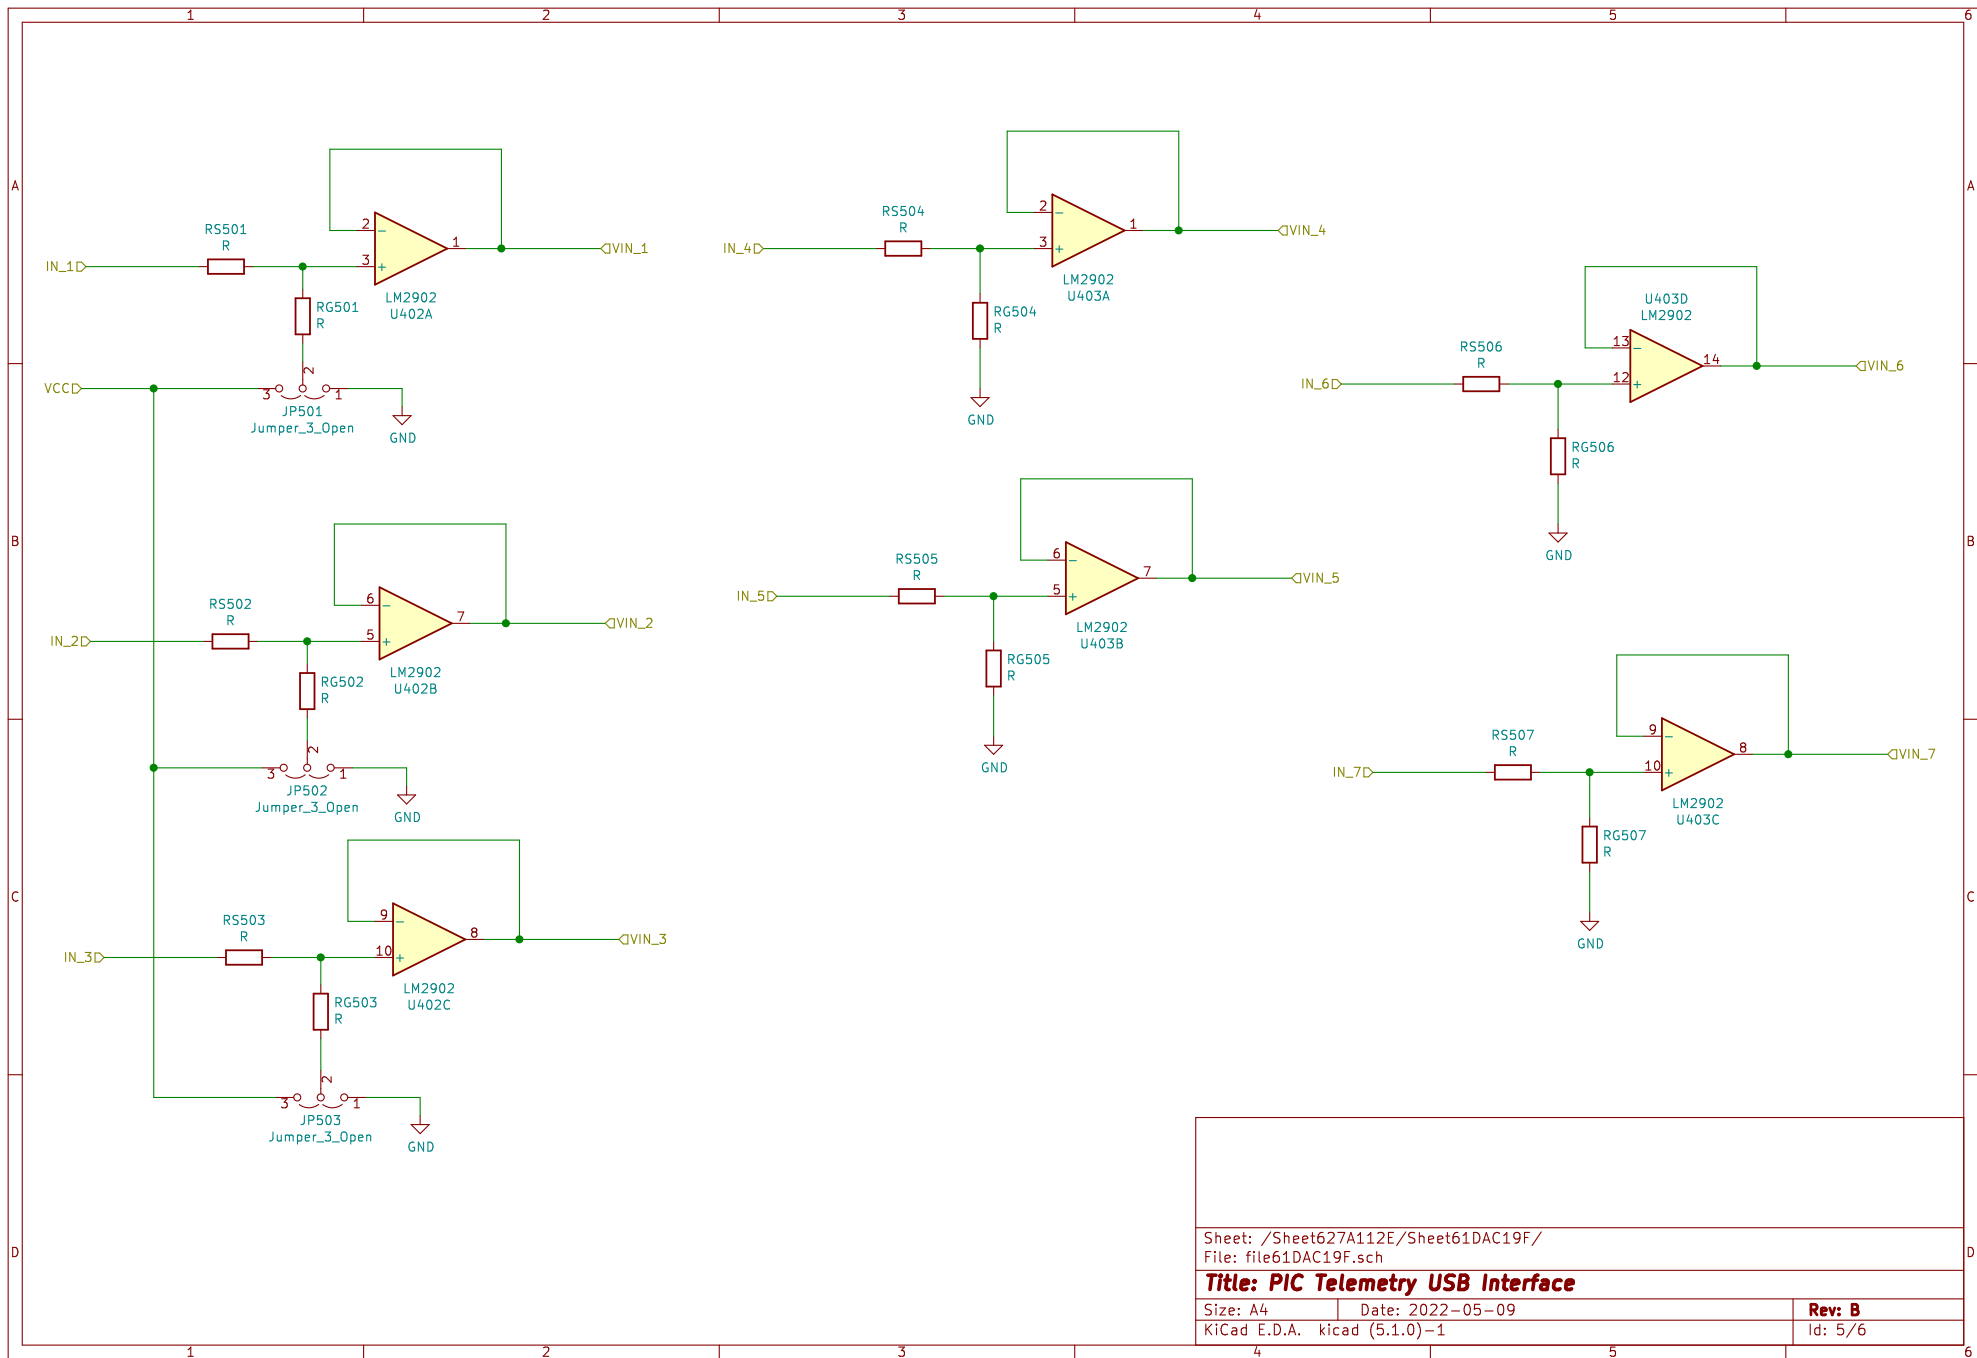 1 2 3 4 5 6
A A
B B
C C
D D
RS501
R
IN_1
2
3
1
VIN_1
LM2902
U402A
RG501
R
VCC
3
2
1
JP501
Jumper_3_Open
GND
RS502
R
IN_2
6
5
7
VIN_2
LM2902
U402B
RG502
R
3
2
1
JP502
Jumper_3_Open
GND
RS503
R
IN_3
9
10
8
VIN_3
LM2902
U402C
RG503
R
3
2
1
JP503
Jumper_3_Open
GND
RS504
R
IN_4
2
3
1
VIN_4
LM2902
U403A
RG504
R
GND
RS505
R
IN_5
6
5
7
VIN_5
LM2902
U403B
RG505
R
GND
U403D
LM2902
RS506
R
IN_6
13
12
14
VIN_6
RG506
R
GND
RS507
R
IN_7
9
10
8
VIN_7
LM2902
U403C
RG507
R
GND
Sheet: /Sheet627A112E/Sheet61DAC19F/
File: file61DAC19F.sch
Title: PIC Telemetry USB Interface
Size: A4 Date: 2022-05-09 Rev: B
KiCad E.D.A. kicad (5.1.0)-1 Id: 5/6
1 2 3 4 5 6